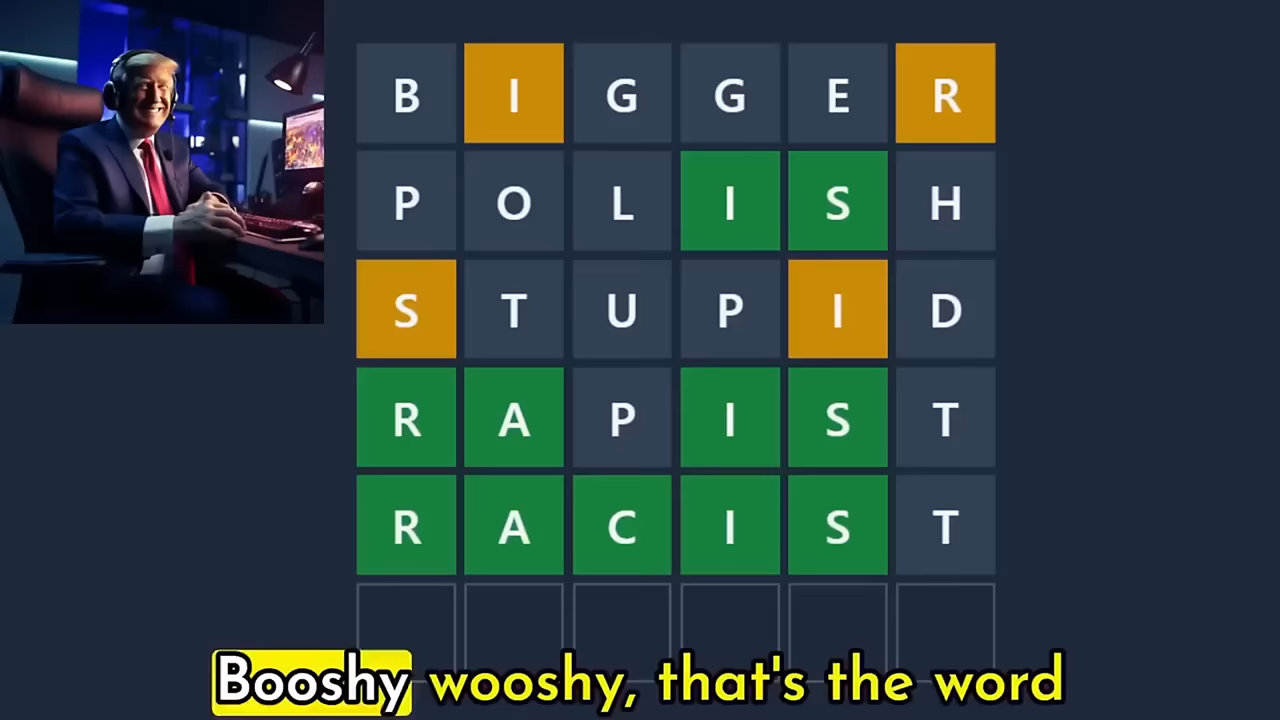 BIGGER
POLISH
STUPID
RAPIST
RACIST
Booshy wooshy, that's the word